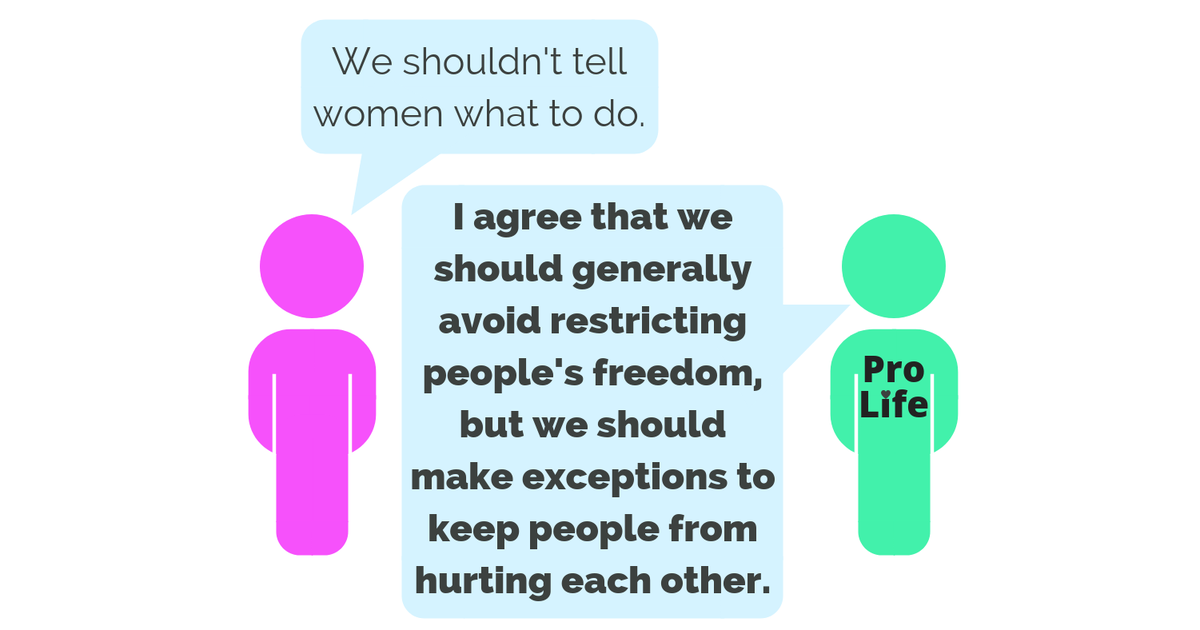 We shouldn't tell
women what to do.
I agree that we
should generally
avoid restricting
people's freedom,
but we should
make exceptions to
keep people from
hurting each other.
Pro
Life